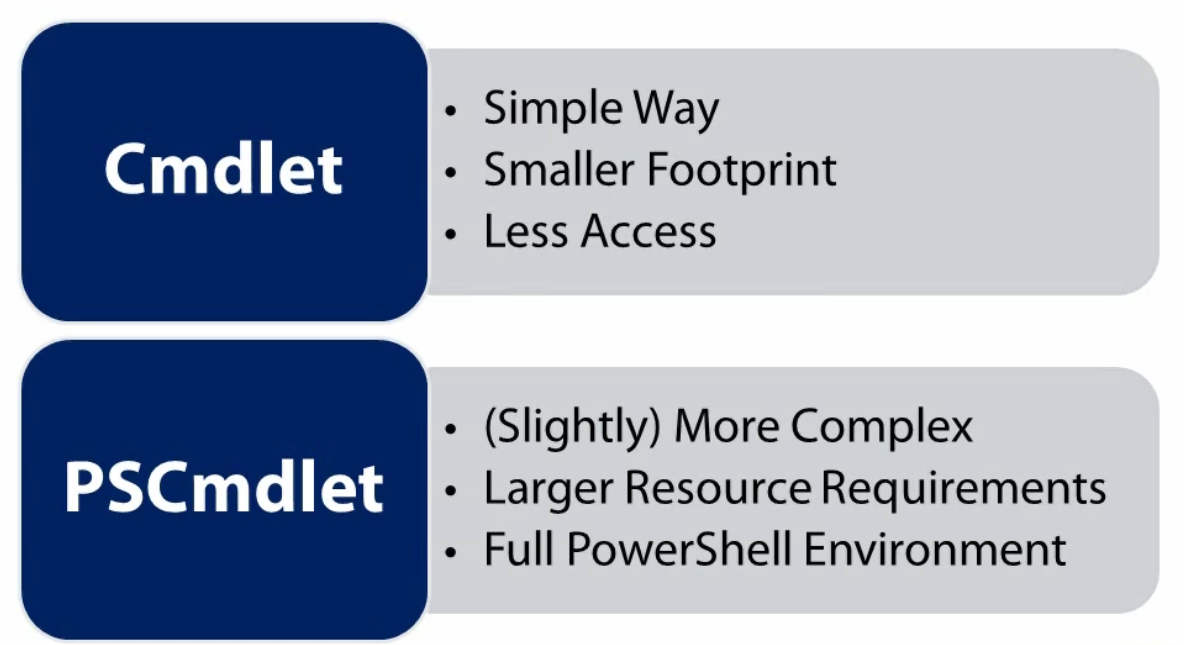 Cmdlet
• Simple Way
• Smaller Footprint
• Less Access
PSCmdlet
• (Slightly) More Complex
• Larger Resource Requirements
• Full PowerShell Environment